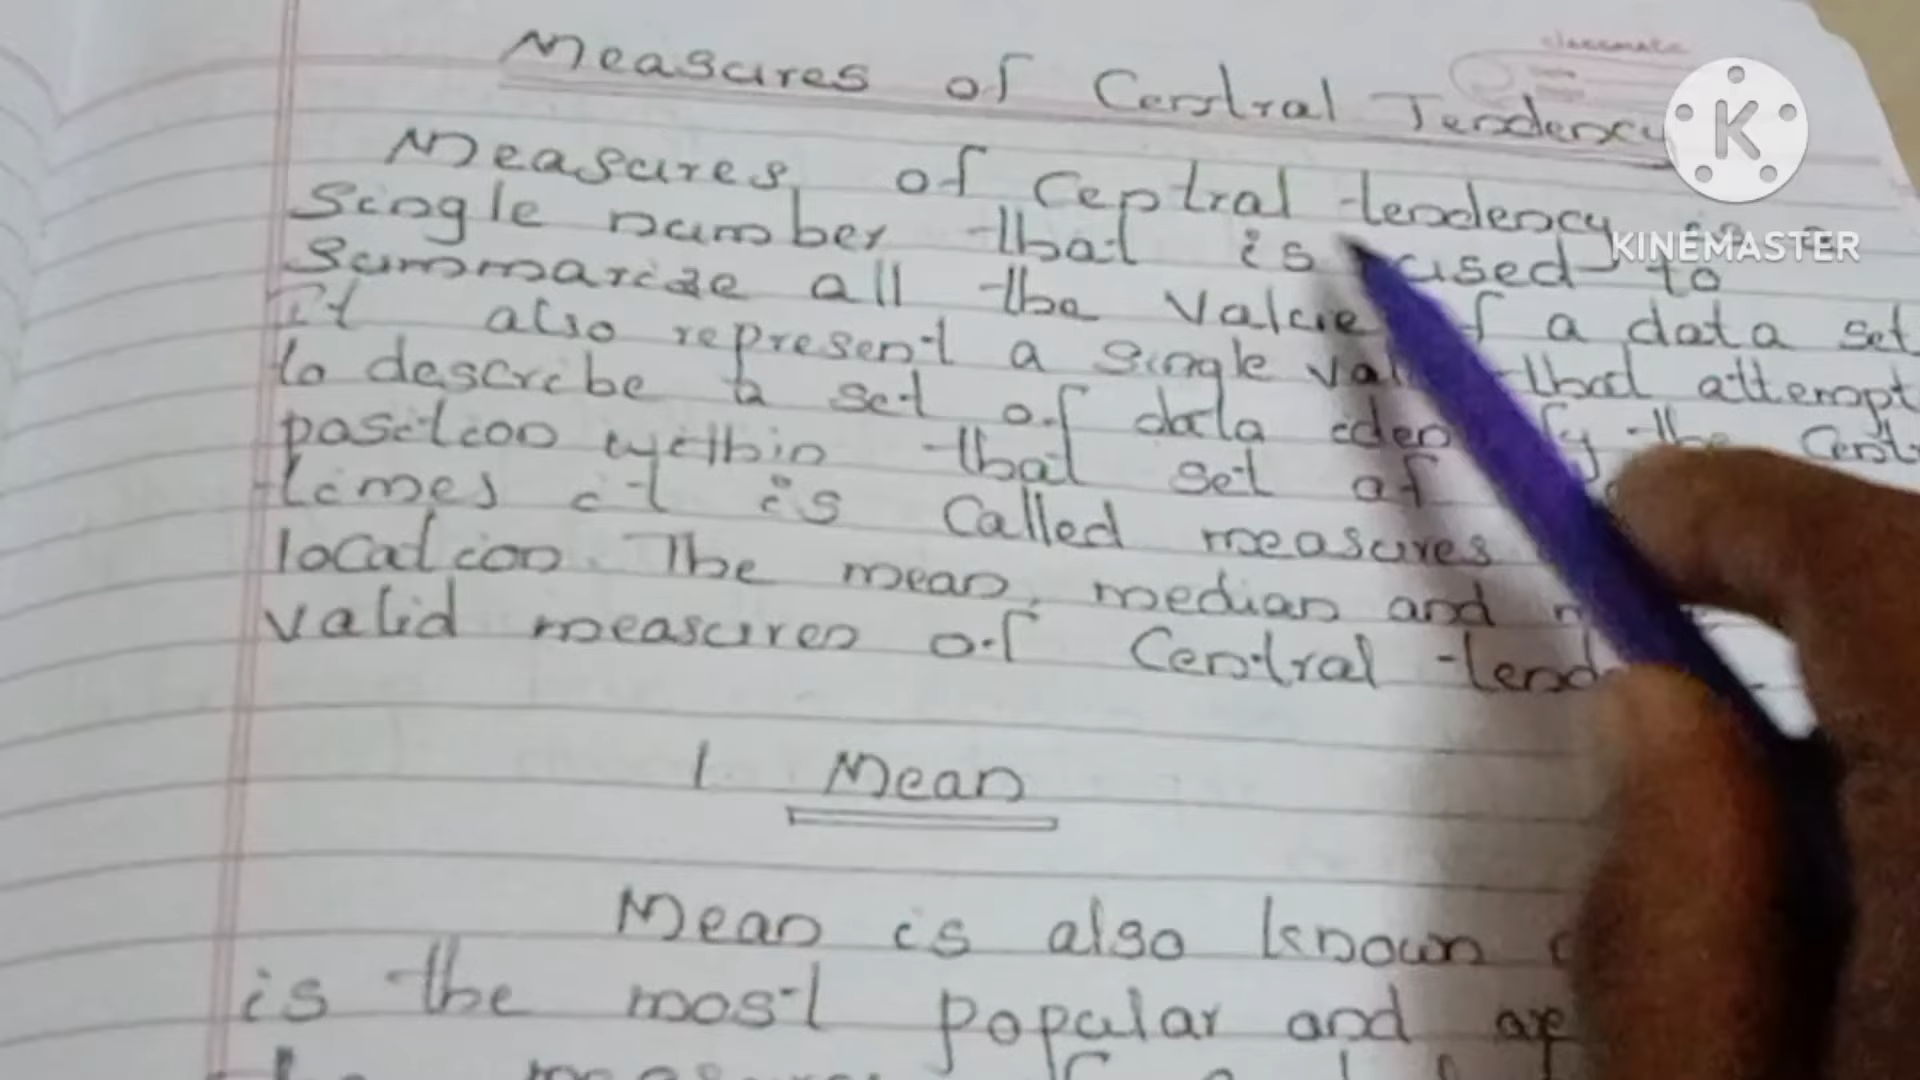 Measures of Central Tendency
Measures of Central tendency is a
single number that is used to
summarize all the value of a data set
It also represent a single that attempt
to describe a set of data the
position within that set of
times it is called measures
location. The mean, median and
valid measures of Central
1. Mean
Mean is also known
is the most popular and
KINEMASTER
K
classmate